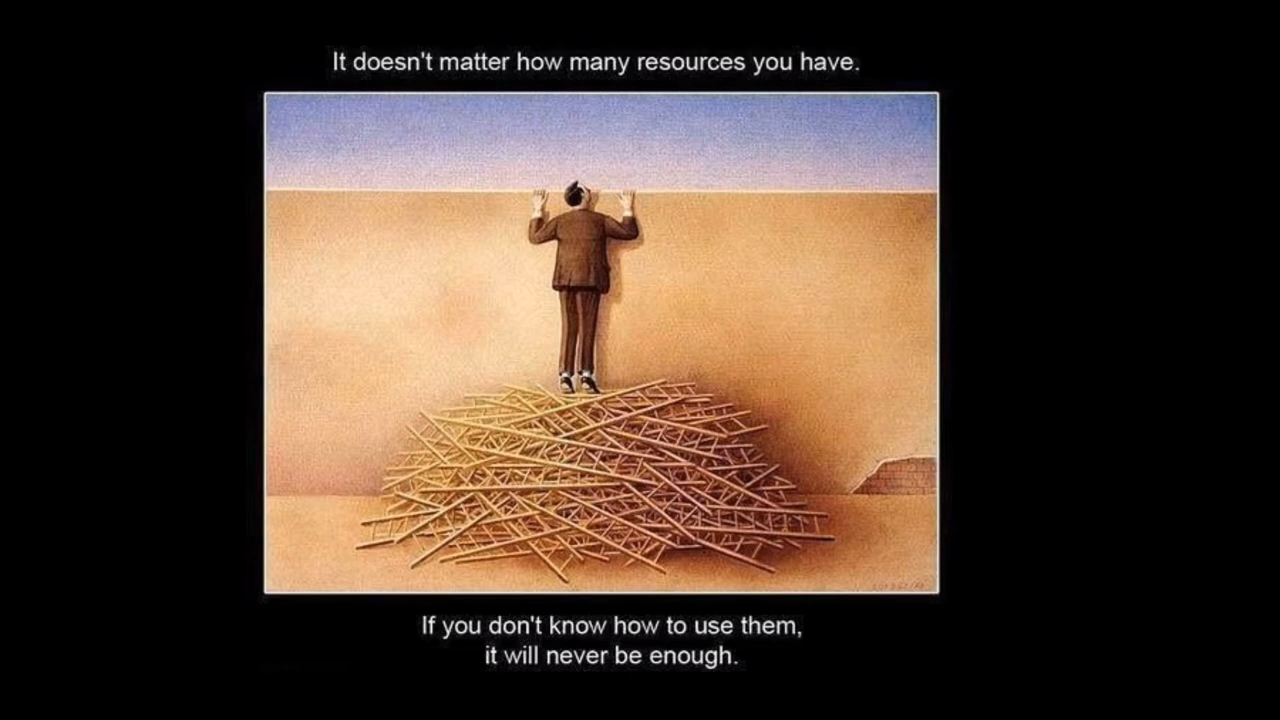 It doesn't matter how many resources you have.
If you don't know how to use them,
it will never be enough.